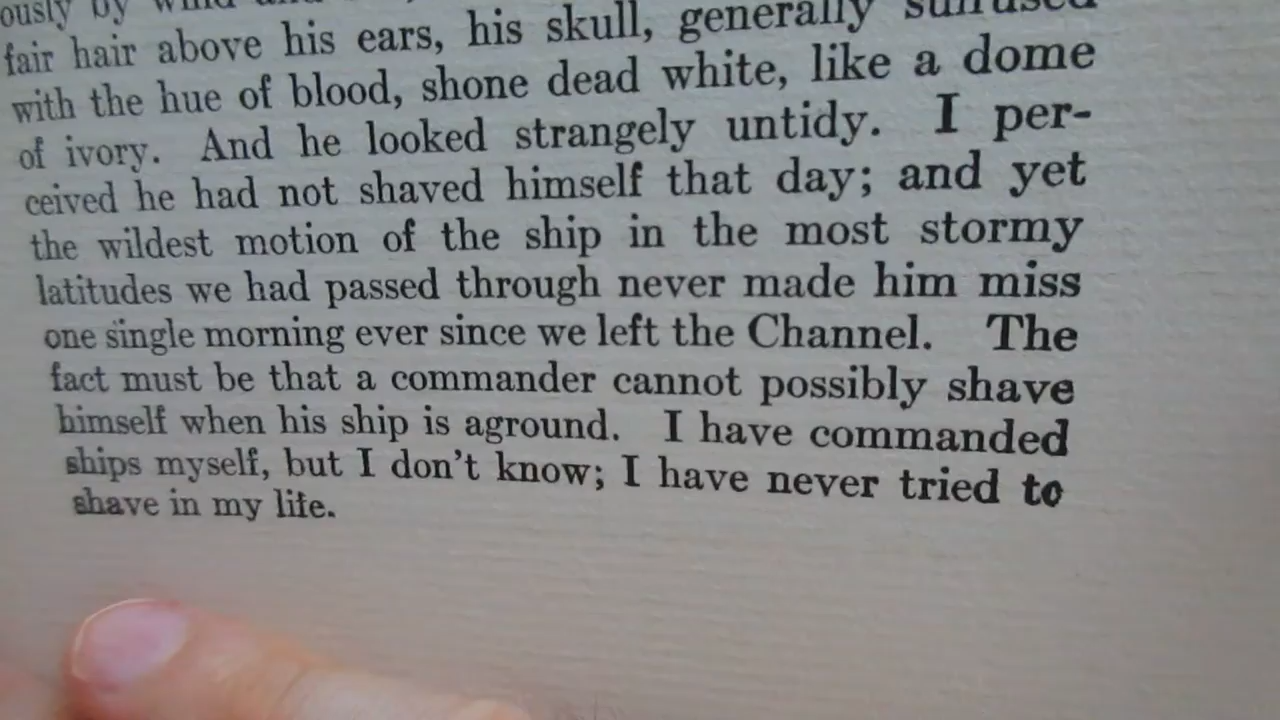 ously by wind
fair hair above his ears, his skull, generally suffused
with the hue of blood, shone dead white, like a dome
of ivory. And he looked strangely untidy. I per-
ceived he had not shaved himself that day; and yet
the wildest motion of the ship in the most stormy
latitudes we had passed through never made him miss
one single morning ever since we left the Channel. The
fact must be that a commander cannot possibly shave
himself when his ship is aground. I have commanded
ships myself, but I don't know; I have never tried to
shave in my life.